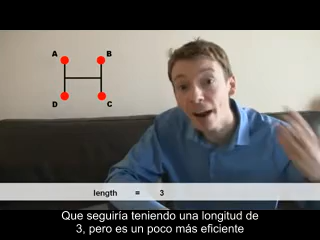 A B
D C
length = 3
Que seguiría teniendo una longitud de
3, pero es un poco más eficiente